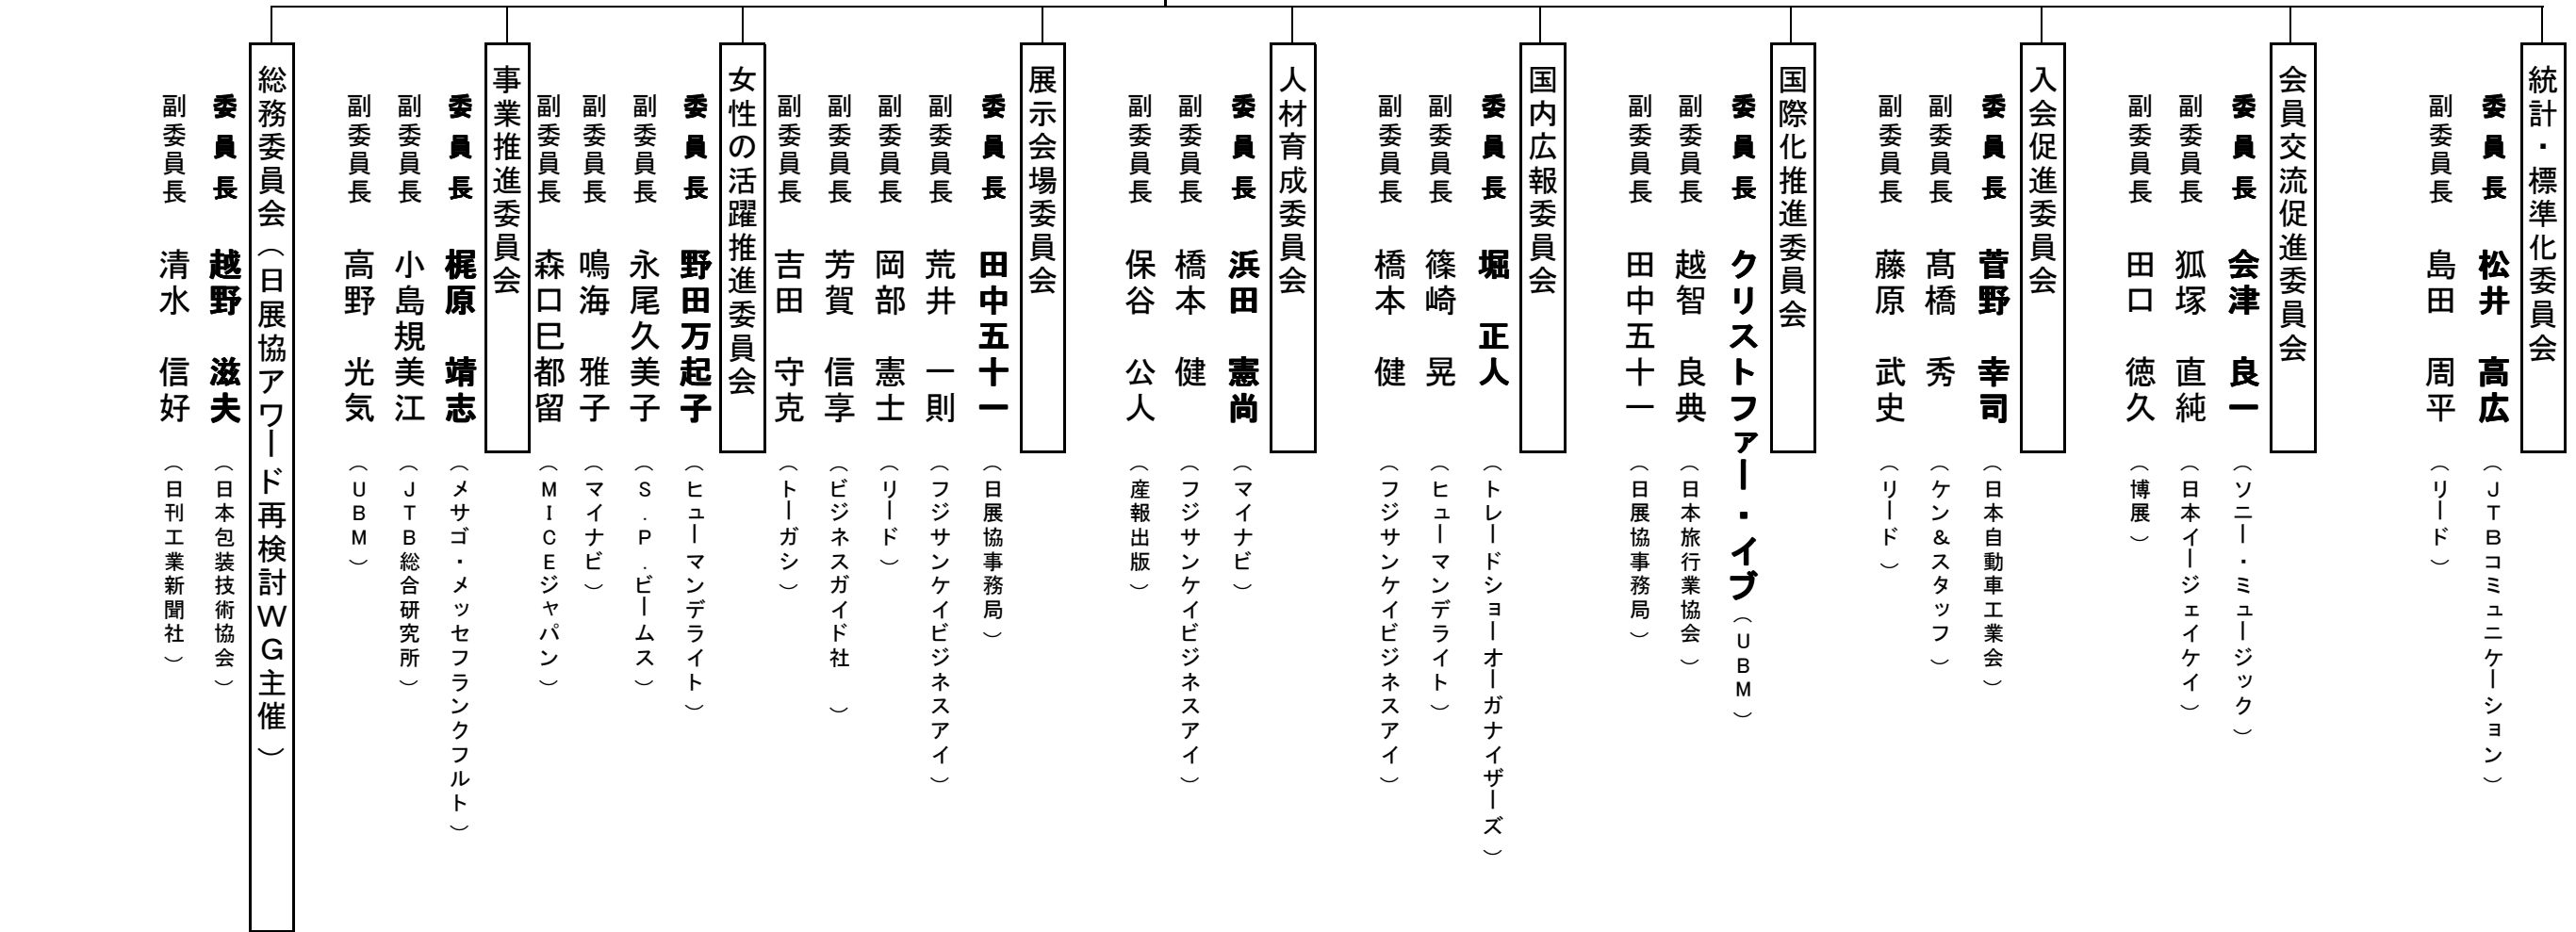 統計・標準化委員会
委員長 松井 高広 （ＪＴＢコミュニケーション）
副委員長 島田 周平 （リード）
会員交流促進委員会
委員長 会津 良一 （ソニー・ミュージック）
副委員長 狐塚 直純 （日本イージェイケイ）
副委員長 田口 徳久 （博展）
入会促進委員会
委員長 菅野 幸司 （日本自動車工業会）
副委員長 髙橋 秀 （ケン＆スタッフ）
副委員長 藤原 武史 （リード）
国際化推進委員会
委員長 クリストファー・イブ （ＵＢＭ）
副委員長 越智 良典 （日本旅行業協会）
副委員長 田中五十一 （日展協事務局）
国内広報委員会
委員長 堀 正人 （トレードショーオーガナイザーズ）
副委員長 篠崎 晃 （ヒューマンデライト）
副委員長 橋本 健 （フジサンケイビジネスアイ）
人材育成委員会
委員長 浜田 憲尚 （マイナビ）
副委員長 橋本 健 （フジサンケイビジネスアイ）
副委員長 保谷 公人 （産報出版）
展示会場委員会
委員長 田中五十一 （日展協事務局）
副委員長 荒井 一則 （フジサンケイビジネスアイ）
副委員長 岡部 憲士 （リード）
副委員長 芳賀 信享 （ビジネスガイド社 ）
副委員長 吉田 守克 （トーガシ）
女性の活躍推進委員会
委員長 野田万起子 （ヒューマンデライト）
副委員長 永尾久美子 （Ｓ．Ｐ．ビームス）
副委員長 鳴海 雅子 （マイナビ）
副委員長 森口巳都留 （ＭＩＣＥジャパン）
事業推進委員会
委員長 梶原 靖志 （メサゴ・メッセフランクフルト）
副委員長 小島規美江 （ＪＴＢ総合研究所）
副委員長 高野 光気 （ＵＢＭ）
総務委員会（日展協アワード再検討ＷＧ主催）
委員長 越野 滋夫 （日本包装技術協会）
副委員長 清水 信好 （日刊工業新聞社）